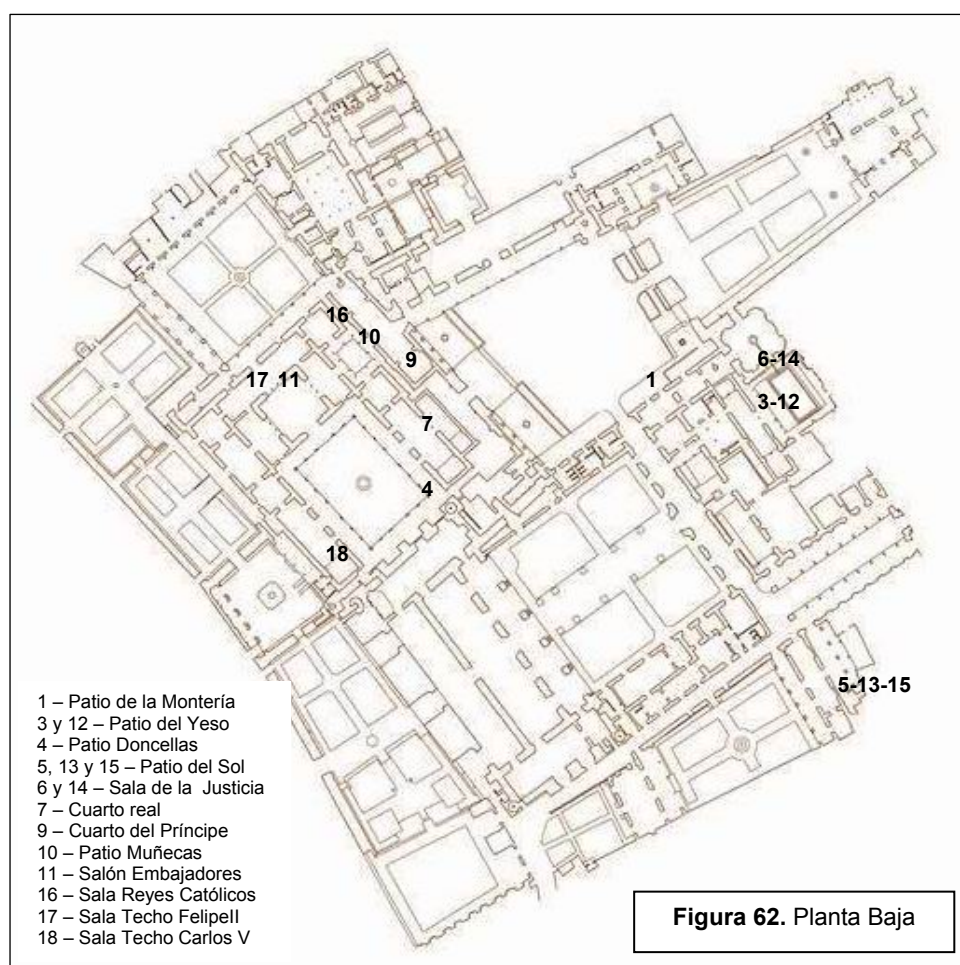 16
10
9
17 11
7
4
18
1
6-14
3-12
5-13-15
1 – Patio de la Montería
3 y 12 – Patio del Yeso
4 – Patio Doncellas
5, 13 y 15 – Patio del Sol
6 y 14 – Sala de la Justicia
7 – Cuarto real
9 – Cuarto del Príncipe
10 – Patio Muñecas
11 – Salón Embajadores
16 – Sala Reyes Católicos
17 – Sala Techo FelipeII
18 – Sala Techo Carlos V
Figura 62. Planta Baja